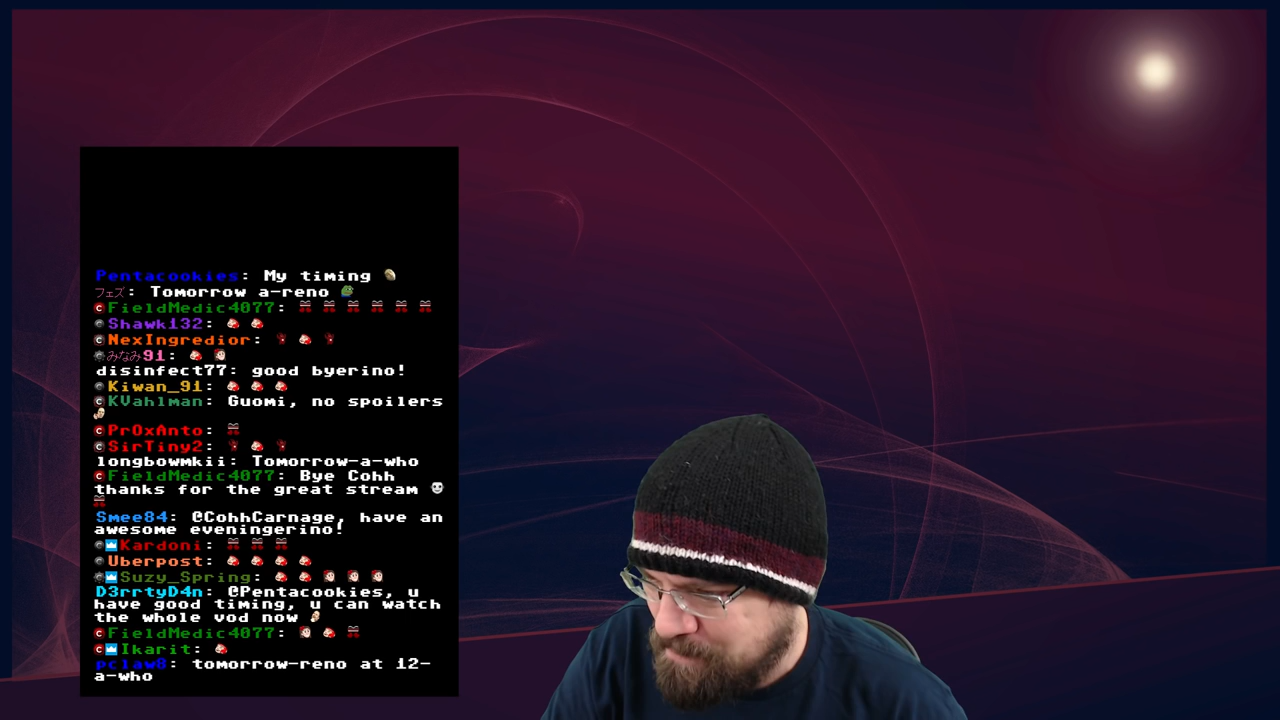 Pentacookies: My timing
フェズ: Tomorrow a-reno
FieldMedic4077:
Shawk132:
NexIngredior:
みなみ91:
disinfect77: good byerino!
Kiwan_91:
KVahlman: Guomi, no spoilers
PrOxAnto:
SirTiny2:
longbowmkii: Tomorrow-a-who
FieldMedic4077: Bye Cohh
thanks for the great stream
Smee84: @CohhCarnage, have an
awesome eveningerino!
Kardoni:
Uberpost:
Suzy_Spring:
D3rrtyD4n: @Pentacookies, u
have good timing, u can watch
the whole vod now
FieldMedic4077:
Ikarit:
pclaw8: tomorrow-reno at 12-
a-who